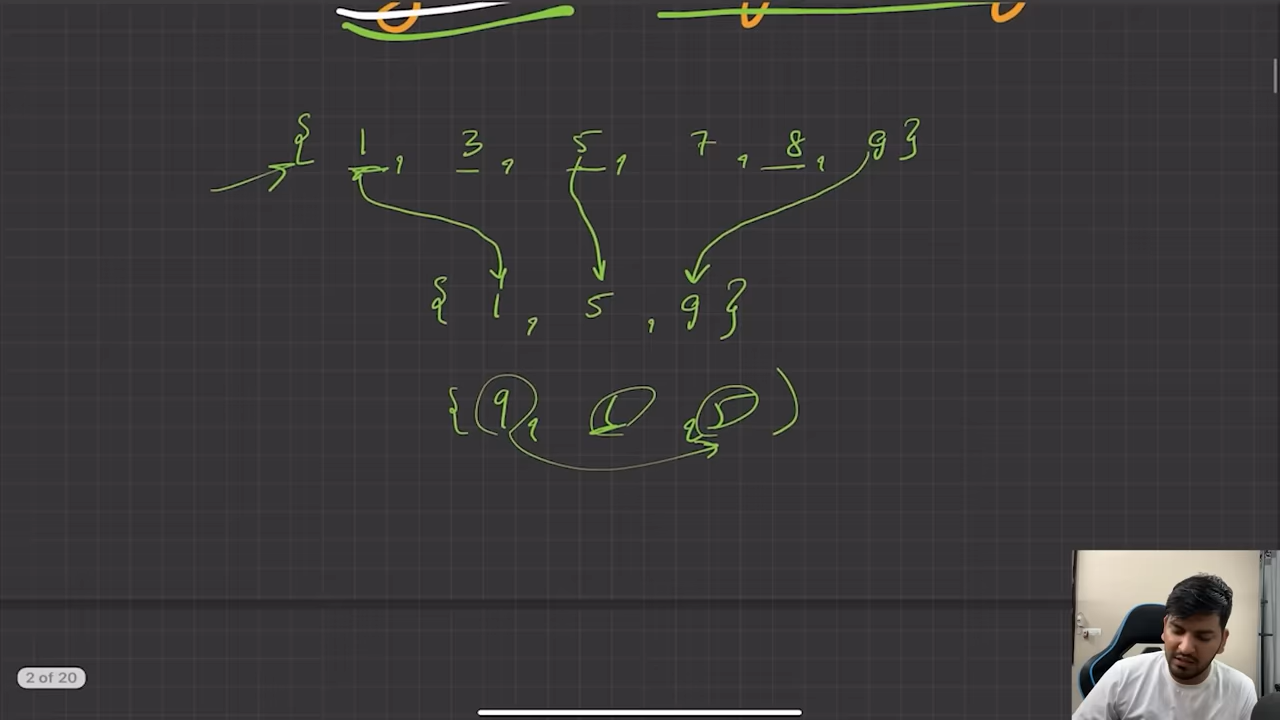 { 1, 3, 5, 7, 8, 9 }
{ 1, 5, 9 }
{ 9, 1, 5 )
2 of 20